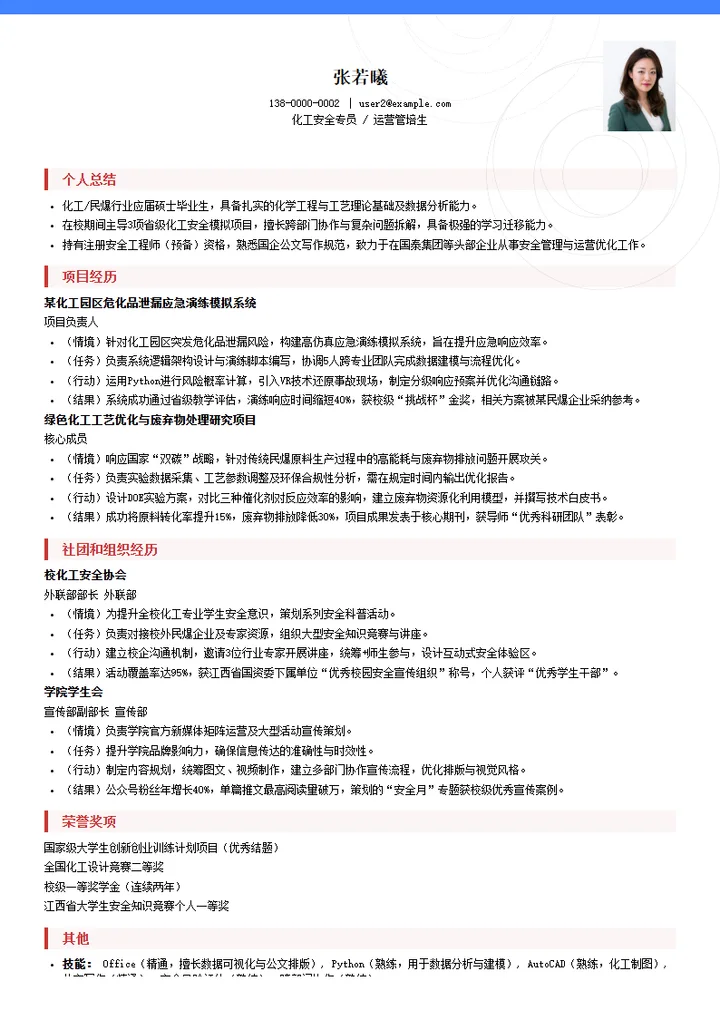 张若曦
138-0000-0002 | user2@example.com
化工安全专员 / 运营管培生
个人总结
• 化工/民爆行业应届硕士毕业生，具备扎实的化学工程与工艺理论基础及数据分析能力。
• 在校期间主导3项省级化工安全模拟项目，擅长跨部门协作与复杂问题拆解，具备极强的学习迁移能力。
• 持有注册安全工程师（预备）资格，熟悉国企公文写作规范，致力于在国泰集团等头部企业从事安全管理与运营优化工作。
项目经历
某化工园区危化品泄漏应急演练模拟系统
项目负责人
• （情境）针对化工园区突发危化品泄漏风险，构建高仿真应急演练模拟系统，旨在提升应急响应效率。
• （任务）负责系统逻辑架构设计与演练脚本编写，协调5人跨专业团队完成数据建模与流程优化。
• （行动）运用Python进行风险概率计算，引入VR技术还原事故现场，制定分级响应预案并优化沟通链路。
• （结果）系统成功通过省级教学评估，演练响应时间缩短40%，获校级“挑战杯”金奖，相关方案被某民爆企业采纳参考。
绿色化工工艺优化与废弃物处理研究项目
核心成员
• （情境）响应国家“双碳”战略，针对传统民爆原料生产过程中的高能耗与废弃物排放问题开展攻关。
• （任务）负责实验数据采集、工艺参数调整及环保合规性分析，需在规定时间内输出优化报告。
• （行动）设计DOE实验方案，对比三种催化剂对反应效率的影响，建立废弃物资源化利用模型，并撰写技术白皮书。
• （结果）成功将原料转化率提升15%，废弃物排放降低30%，项目成果发表于核心期刊，获导师“优秀科研团队”表彰。
社团和组织经历
校化工安全协会
外联部部长 外联部
• （情境）为提升全校化工专业学生安全意识，策划系列安全科普活动。
• （任务）负责对接校外民爆企业及专家资源，组织大型安全知识竞赛与讲座。
• （行动）建立校企沟通机制，邀请3位行业专家开展讲座，统筹+师生参与，设计互动式安全体验区。
• （结果）活动覆盖率达95%，获江西省国资委下属单位“优秀校园安全宣传组织”称号，个人获评“优秀学生干部”。
学院学生会
宣传部副部长 宣传部
• （情境）负责学院官方新媒体矩阵运营及大型活动宣传策划。
• （任务）提升学院品牌影响力，确保信息传达的准确性与时效性。
• （行动）制定内容规划，统筹图文、视频制作，建立多部门协作宣传流程，优化排版与视觉风格。
• （结果）公众号粉丝年增长40%，单篇推文最高阅读量破万，策划的“安全月”专题获校级优秀宣传案例。
荣誉奖项
国家级大学生创新创业训练计划项目（优秀结题）
全国化工设计竞赛二等奖
校级一等奖学金（连续两年）
江西省大学生安全知识竞赛个人一等奖
其他
• 技能： Office（精通，擅长数据可视化与公文排版）, Python（熟练，用于数据分析与建模）, AutoCAD（熟练，化工制图）,